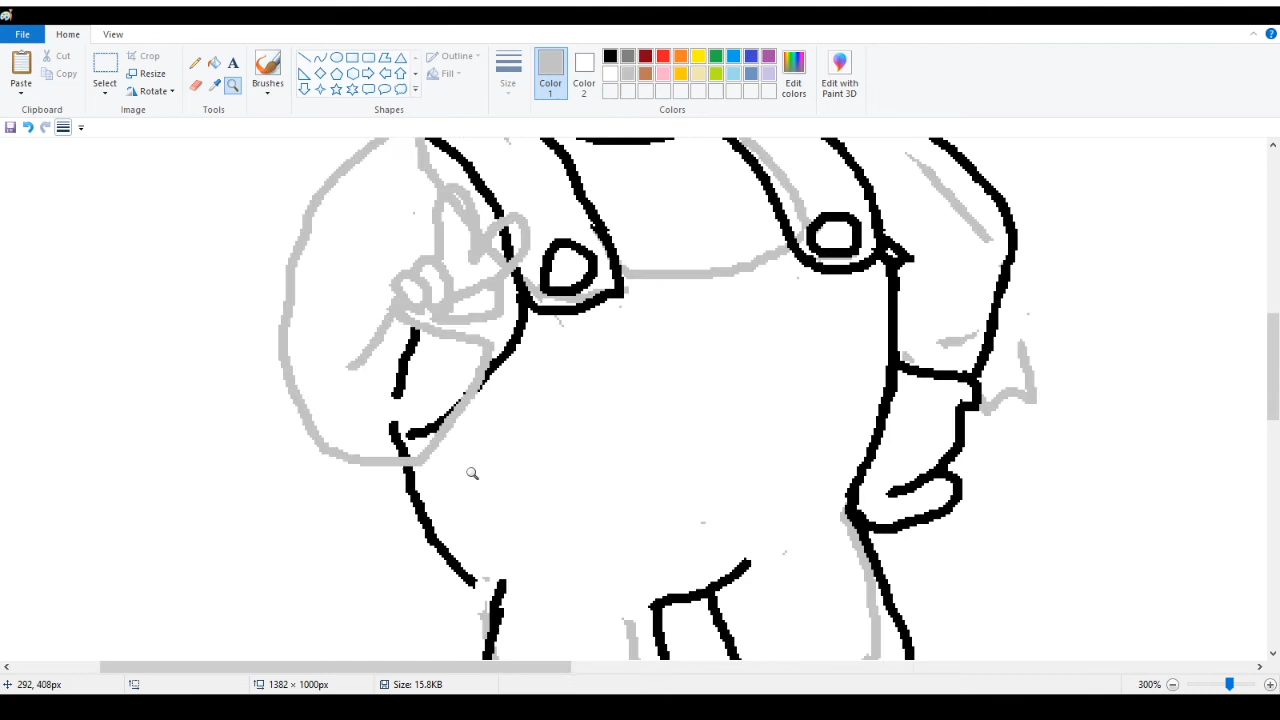 File Home View
Cut
Copy
Paste
Clipboard
Crop
Resize
Rotate
Select
Image
A
Tools
Brushes
Outline
Fill
Shapes
Size
Color
1
Color
2
Edit
colors
Colors
Edit with
Paint 3D
292, 408px
1382 × 1000px
Size: 15.8KB
300%